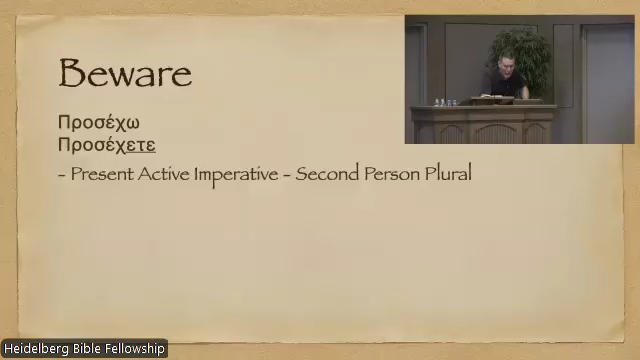 Beware
Προσέχω
Προσέχετε
- Present Active Imperative - Second Person Plural
Heidelberg Bible Fellowship